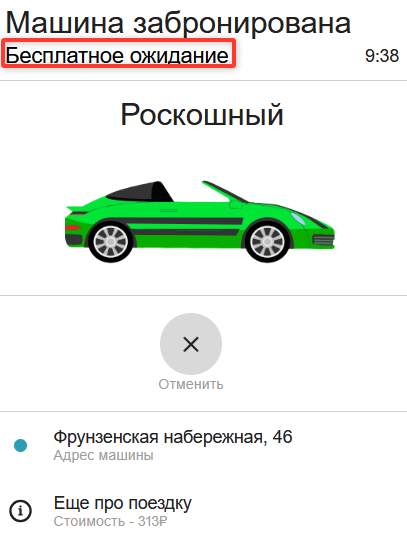 Машина забронирована
Бесплатное ожидание 9:38
Роскошный
Отменить
Фрунзенская набережная, 46
Адрес машины
Еще про поездку
Стоимость - 313₽